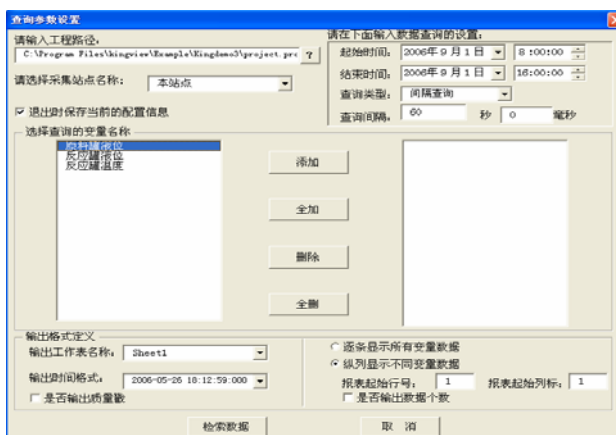 查询参数设置
请输入工程路径:
C:\Program Files\kingview\Example\Kingdemo3\project.pro ?
请选择采集站点名称: 本站点
退出时保存当前的配置信息
请在下面输入数据查询的设置:
起始时间: 2006年 9 月 1 日 8 :00:00
结束时间: 2006年 9 月 1 日 16:00:00
查询类型: 间隔查询
查询间隔: 60 秒 0 毫秒
选择查询的变量名称
原料罐液位
反应罐液位
反应罐温度
添加
全加
删除
全删
输出格式定义
输出工作表名称: Sheet1
输出时间格式: 2006-05-26 18:12:59:000
是否输出质量戳
逐条显示所有变量数据
纵列显示不同变量数据
报表起始行号: 1 报表起始列标: 1
是否输出数据个数
检索数据
取 消